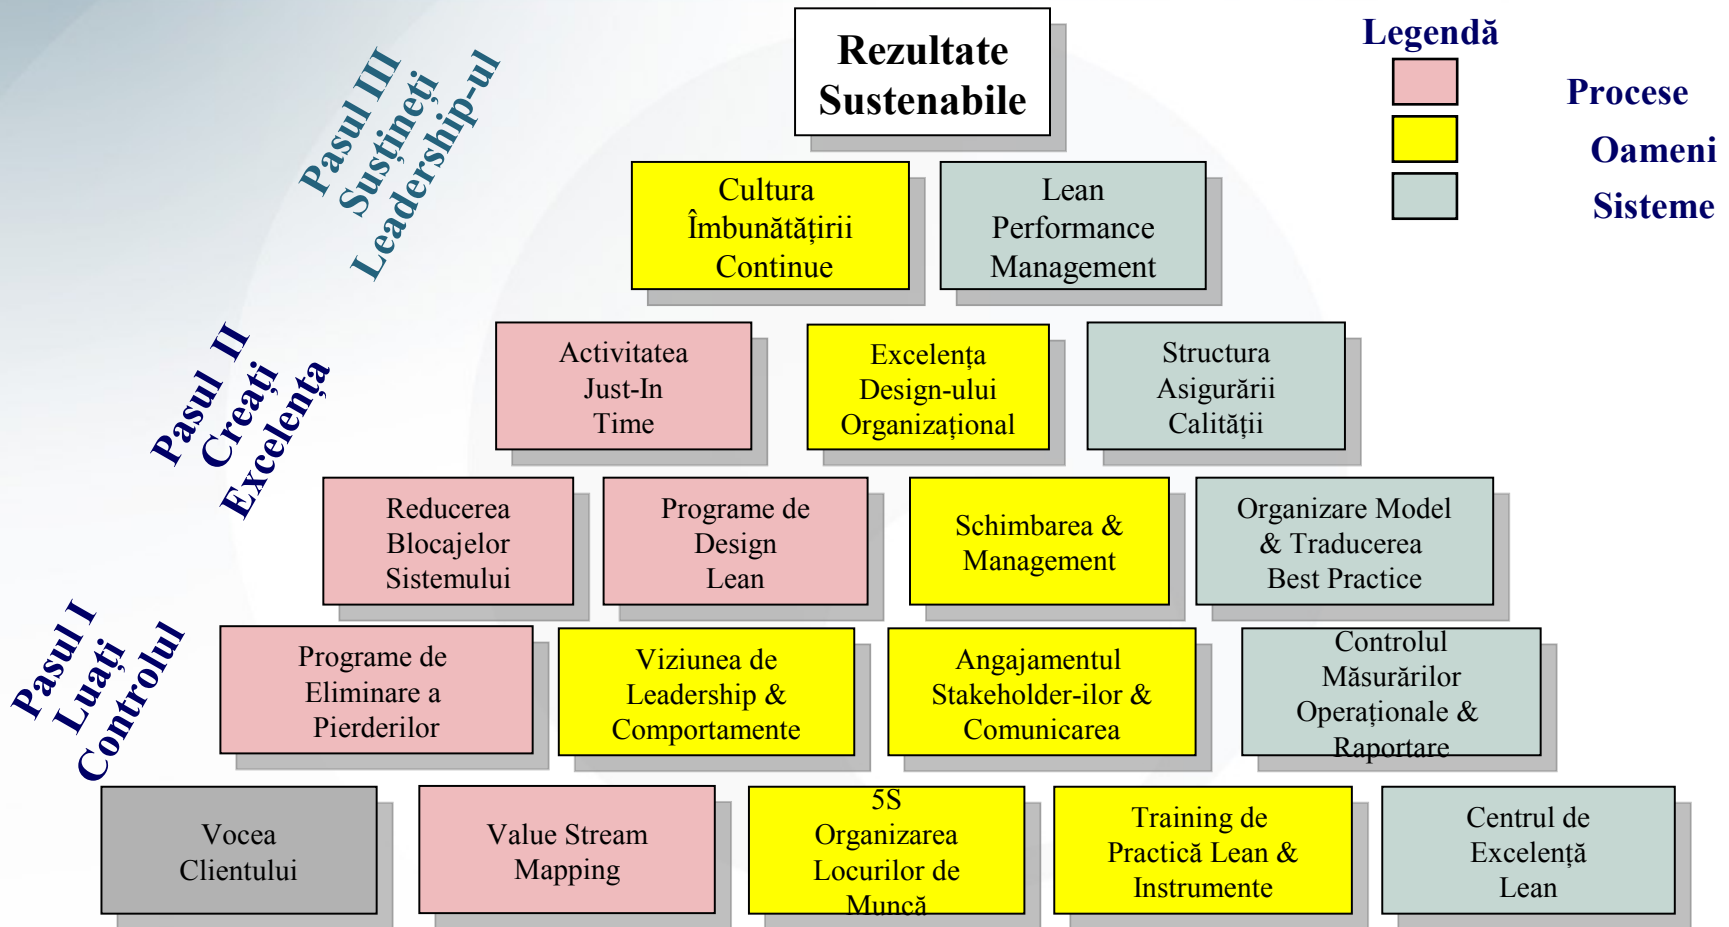 Rezultate
Sustenabile
Legendă
Procese
Oameni
Sisteme
Pasul III
Susțineți
Leadership-ul
Cultura
Îmbunătățirii
Continue
Lean
Performance
Management
Pasul II
Creați
Excelența
Activitatea
Just-In
Time
Excelența
Design-ului
Organizațional
Structura
Asigurării
Calității
Reducerea
Blocajelor
Sistemului
Programe de
Design
Lean
Schimbarea &
Management
Organizare Model
& Traducerea
Best Practice
Pasul I
Luați
Controlul
Programe de
Eliminare a
Pierderilor
Viziunea de
Leadership &
Comportamente
Angajamentul
Stakeholder-ilor &
Comunicarea
Controlul
Măsurărilor
Operaționale &
Raportare
Vocea
Clientului
Value Stream
Mapping
5S
Organizarea
Locurilor de
Muncă
Training de
Practică Lean &
Instrumente
Centrul de
Excelență
Lean